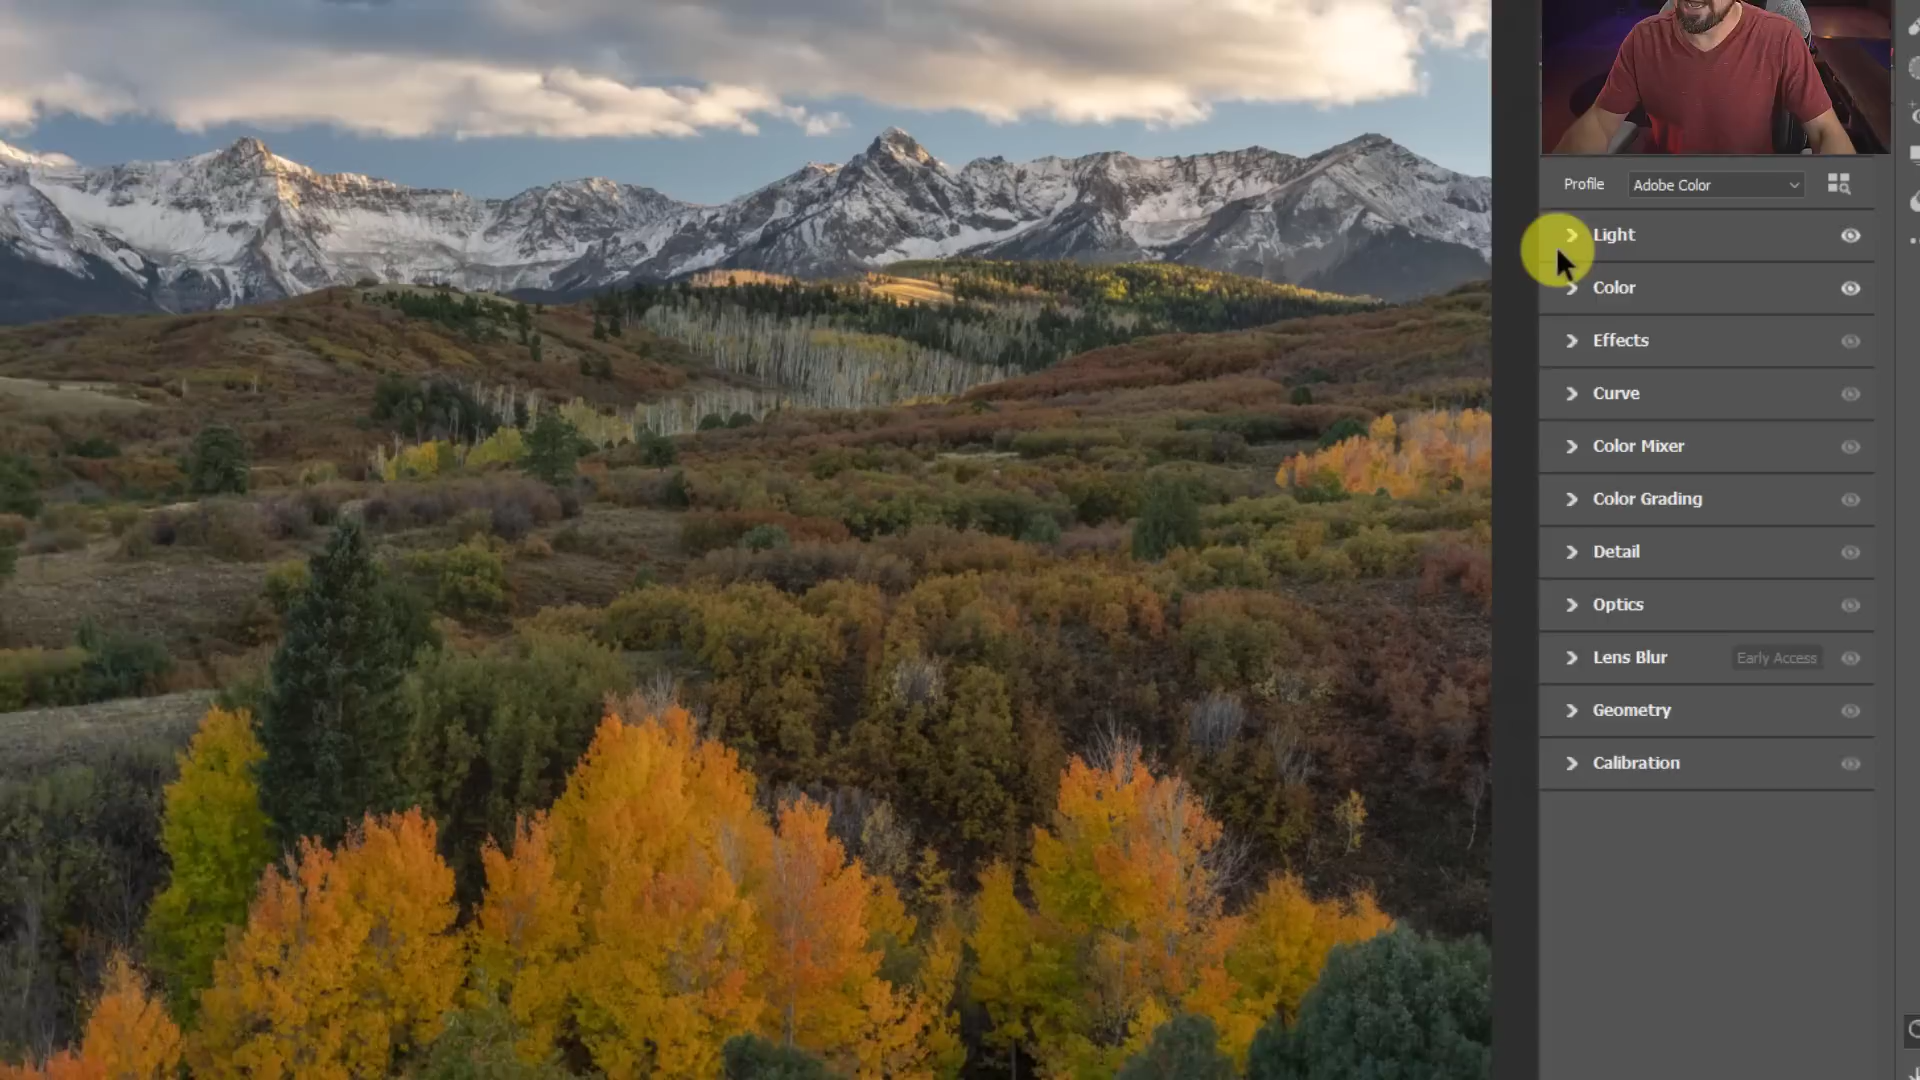 Profile Adobe Color
Light
Color
Effects
Curve
Color Mixer
Color Grading
Detail
Optics
Lens Blur Early Access
Geometry
Calibration